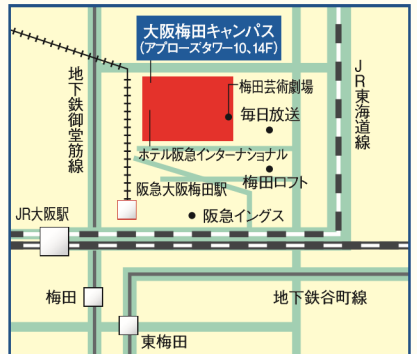 大阪梅田キャンパス
(アプローズタワー10、14F)
地下鉄御堂筋線
JR東海道線
梅田芸術劇場
毎日放送
ホテル阪急インターナショナル
阪急大阪梅田駅
梅田ロフト
JR大阪駅
阪急イングス
梅田
地下鉄谷町線
東梅田